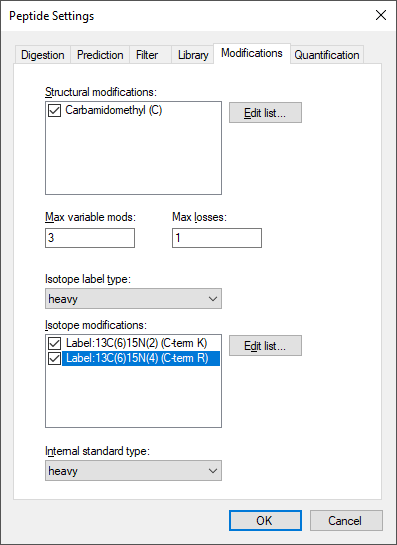 Peptide Settings
Digestion Prediction Filter Library Modifications Quantification
Structural modifications:
Carbamidomethyl (C)
Edit list...
Max variable mods: Max losses:
3 1
Isotope label type:
heavy
Isotope modifications:
Label:13C(6)15N(2) (C-term K)
Edit list...
Label:13C(6)15N(4) (C-term R)
Internal standard type:
heavy
OK Cancel